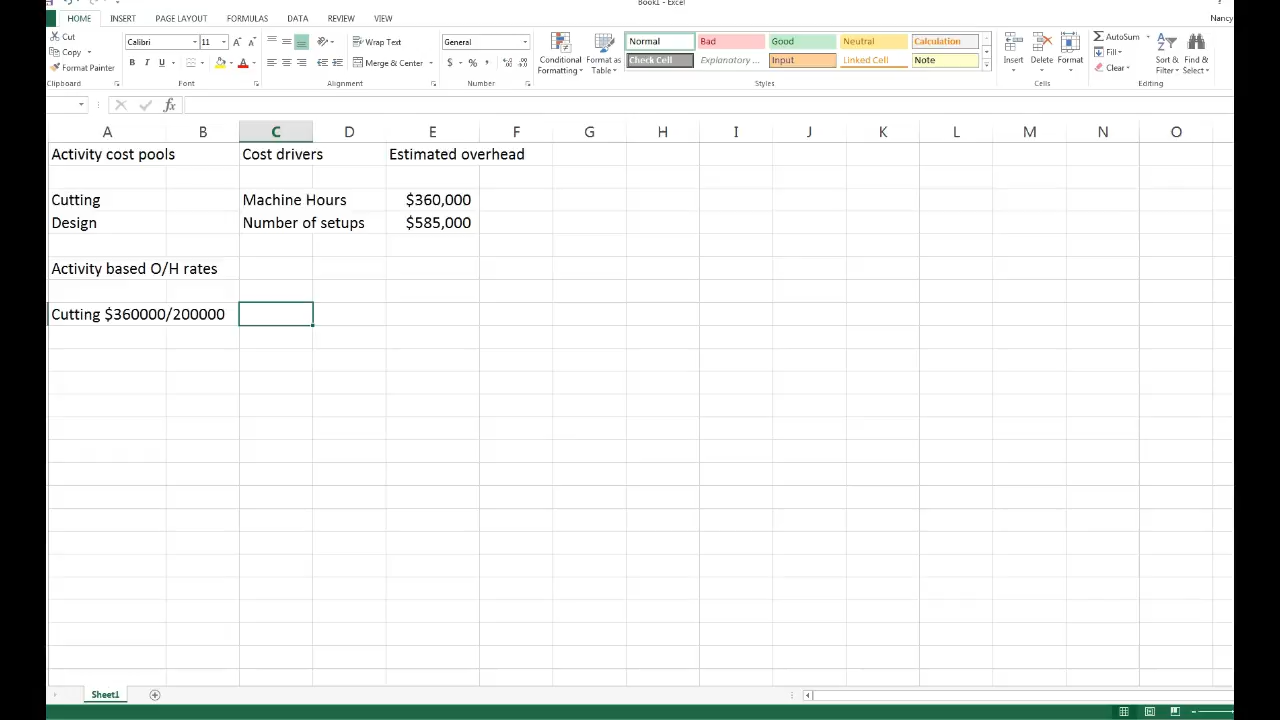 Book1 - Excel
HOME INSERT PAGE LAYOUT FORMULAS DATA REVIEW VIEW Nancy
Cut
Copy
Format Painter
Calibri 11
B I U
Wrap Text
Merge & Center
General
$ %
Conditional Formatting
Format as Table
Normal Bad Good Neutral Calculation
Check Cell Explanatory ... Input Linked Cell Note
Insert Delete Format
AutoSum
Fill
Clear
Sort & Filter
Find & Select
Clipboard Font Alignment Number Styles Cells Editing
fx
A B C D E F G H I J K L M N O
Activity cost pools Cost drivers Estimated overhead
Cutting Machine Hours $360,000
Design Number of setups $585,000
Activity based O/H rates
Cutting $360000/200000
Sheet1